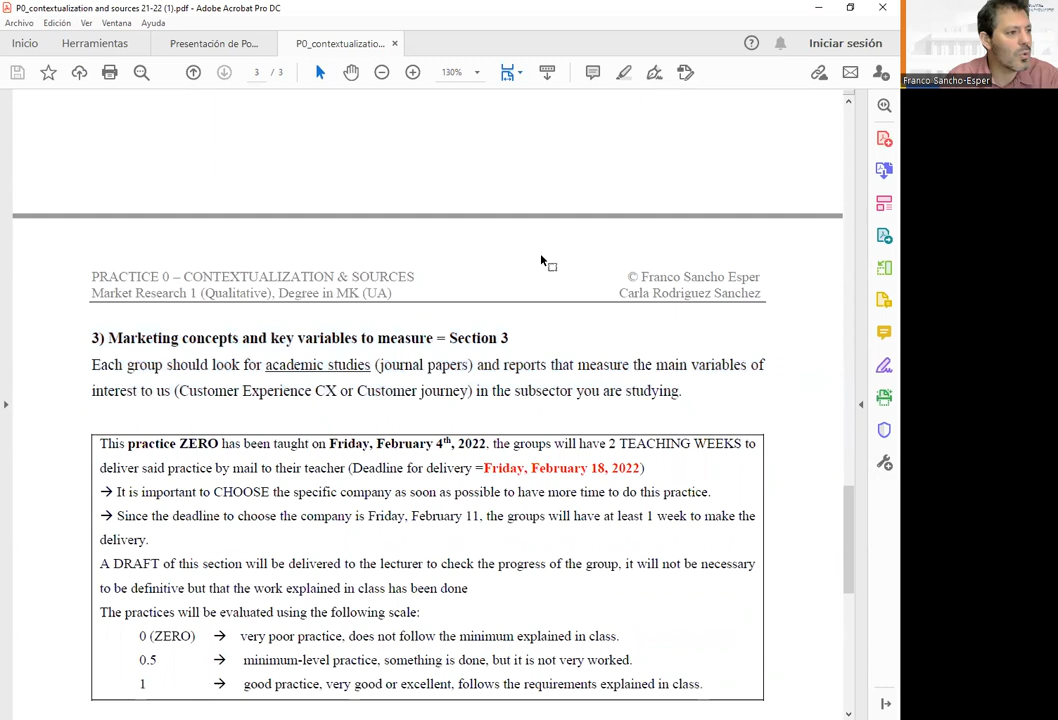 P0_contextualization and sources 21-22 (1).pdf - Adobe Acrobat Pro DC
Archivo Edición Ver Ventana Ayuda
Inicio Herramientas Presentación de Po... P0_contextualizatio... × Iniciar sesión
3 / 3 130%
Franco Sancho-Esper
PRACTICE 0 – CONTEXTUALIZATION & SOURCES © Franco Sancho Esper
Market Research 1 (Qualitative), Degree in MK (UA) Carla Rodriguez Sanchez
3) Marketing concepts and key variables to measure = Section 3
Each group should look for academic studies (journal papers) and reports that measure the main variables of
interest to us (Customer Experience CX or Customer journey) in the subsector you are studying.
This practice ZERO has been taught on Friday, February 4th, 2022, the groups will have 2 TEACHING WEEKS to
deliver said practice by mail to their teacher (Deadline for delivery =Friday, February 18, 2022)
→ It is important to CHOOSE the specific company as soon as possible to have more time to do this practice.
→ Since the deadline to choose the company is Friday, February 11, the groups will have at least 1 week to make the
delivery.
A DRAFT of this section will be delivered to the lecturer to check the progress of the group, it will not be necessary
to be definitive but that the work explained in class has been done
The practices will be evaluated using the following scale:
0 (ZERO) → very poor practice, does not follow the minimum explained in class.
0.5 → minimum-level practice, something is done, but it is not very worked.
1 → good practice, very good or excellent, follows the requirements explained in class.